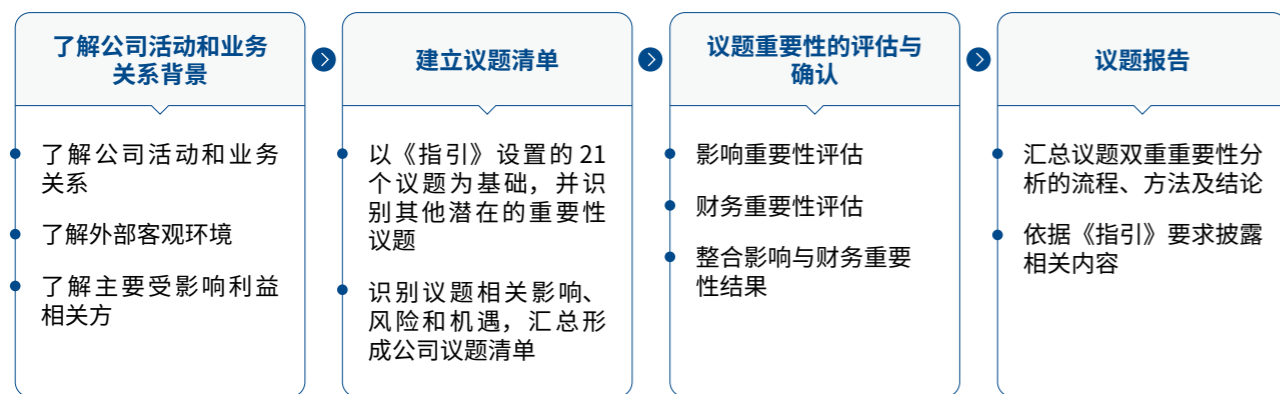 了解公司活动和业务
关系背景
了解公司活动和业务
关系
了解外部客观环境
了解主要受影响利益
相关方
建立议题清单
以《指引》设置的 21
个议题为基础，并识
别其他潜在的重要性
议题
识别议题相关影响、
风险和机遇，汇总形
成公司议题清单
议题重要性的评估与
确认
影响重要性评估
财务重要性评估
整合影响与财务重要
性结果
议题报告
汇总议题双重重要性分
析的流程、方法及结论
依据《指引》要求披露
相关内容